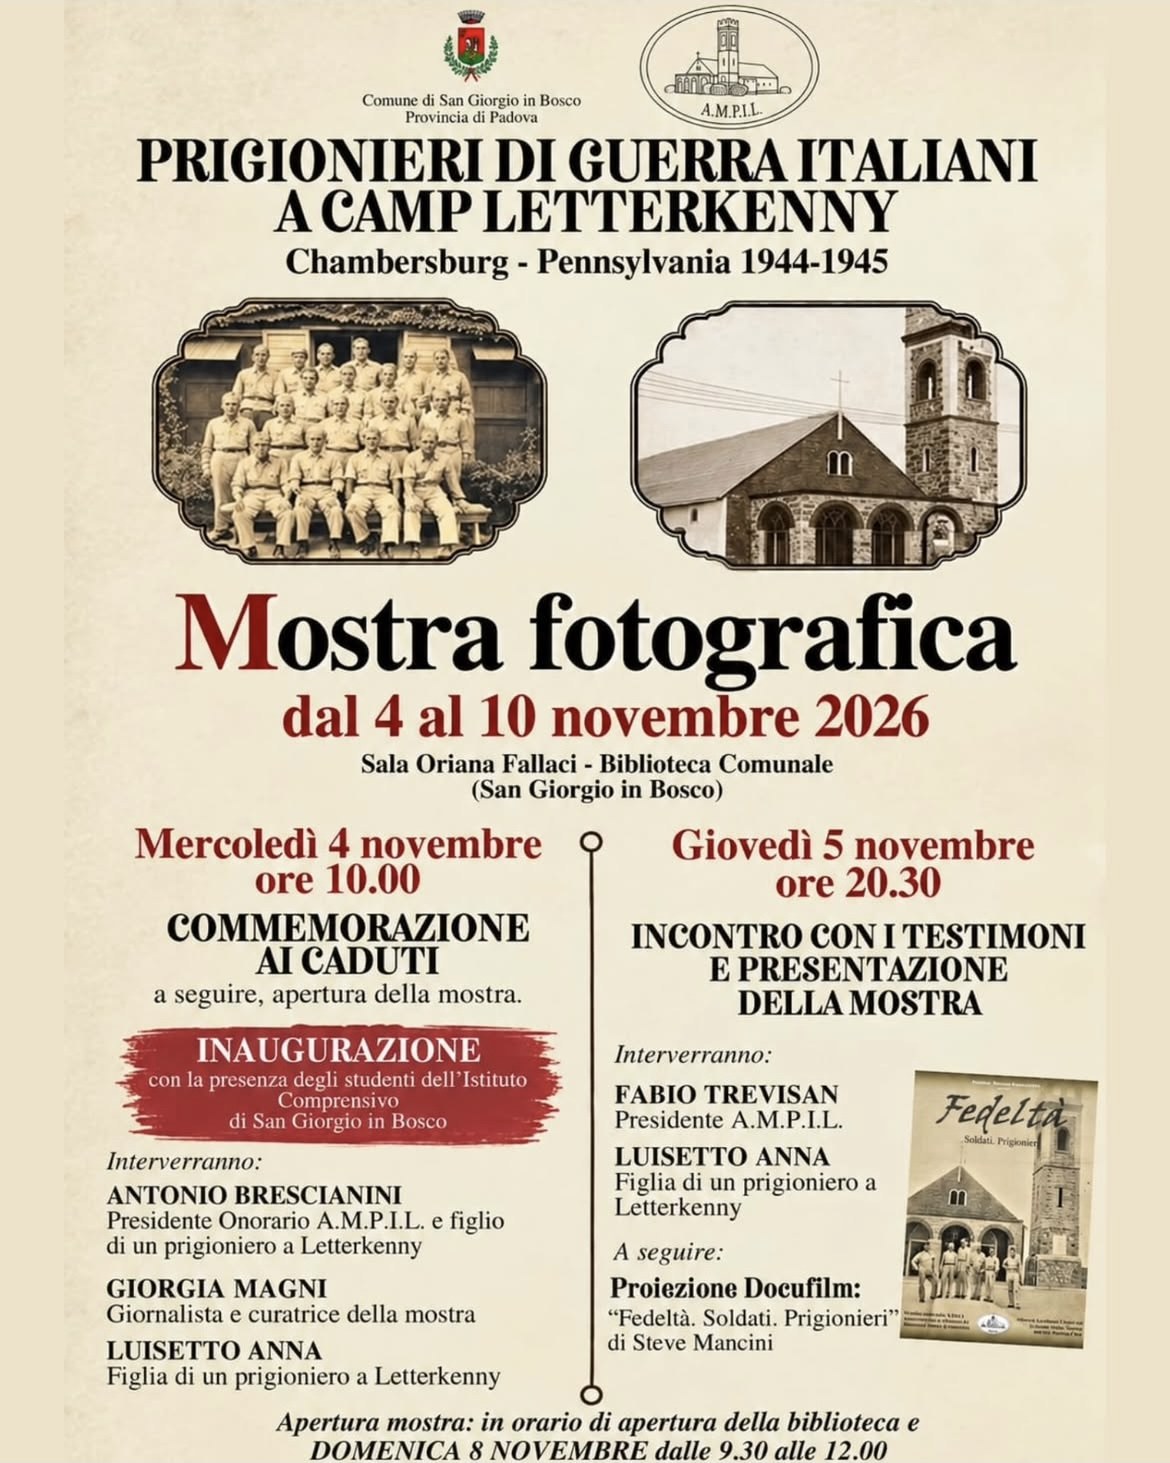 Comune di San Giorgio in Bosco
Provincia di Padova
A.M.P.I.L.
PRIGIONIERI DI GUERRA ITALIANI
A CAMP LETTERKENNY
Chambersburg - Pennsylvania 1944-1945
Mostra fotografica
dal 4 al 10 novembre 2026
Sala Oriana Fallaci - Biblioteca Comunale
(San Giorgio in Bosco)
Mercoledì 4 novembre
ore 10.00
COMMEMORAZIONE
AI CADUTI
a seguire, apertura della mostra.
INAUGURAZIONE
con la presenza degli studenti dell'Istituto
Comprensivo
di San Giorgio in Bosco
Interverranno:
ANTONIO BRESCIANINI
Presidente Onorario A.M.P.I.L. e figlio
di un prigioniero a Letterkenny
GIORGIA MAGNI
Giornalista e curatrice della mostra
LUISETTO ANNA
Figlia di un prigioniero a Letterkenny
Giovedì 5 novembre
ore 20.30
INCONTRO CON I TESTIMONI
E PRESENTAZIONE
DELLA MOSTRA
Interverranno:
FABIO TREVISAN
Presidente A.M.P.I.L.
LUISETTO ANNA
Figlia di un prigioniero a
Letterkenny
A seguire:
Proiezione Docufilm:
“Fedeltà. Soldati. Prigionieri”
di Steve Mancini
Fedeltà
Soldati. Prigionieri
Apertura mostra: in orario di apertura della biblioteca e
DOMENICA 8 NOVEMBRE dalle 9.30 alle 12.00